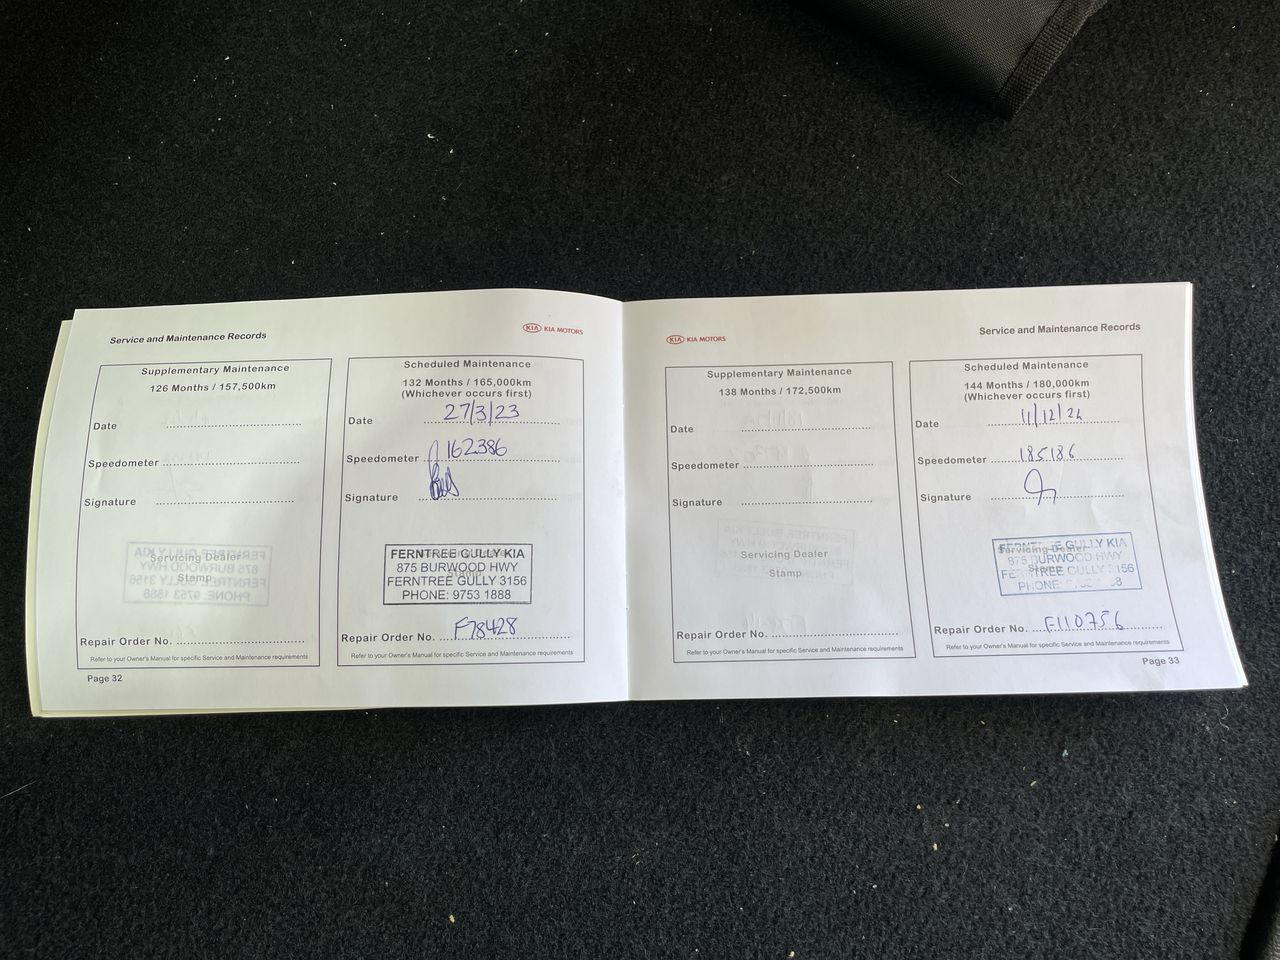 Service and Maintenance Records
KIA KIA MOTORS
Supplementary Maintenance
126 Months / 157,500km
Date
Speedometer
Signature
Servicing Dealer
Stamp
Repair Order No.
Refer to your Owner's Manual for specific Service and Maintenance requirements
Page 32
Scheduled Maintenance
132 Months / 165,000km
(Whichever occurs first)
Date 27/3/23
Speedometer 162386
Signature
FERNTREE GULLY KIA
875 BURWOOD HWY
FERNTREE GULLY 3156
PHONE: 9753 1888
Repair Order No. F78428
Refer to your Owner's Manual for specific Service and Maintenance requirements
KIA KIA MOTORS
Service and Maintenance Records
Supplementary Maintenance
138 Months / 172,500km
Date
Speedometer
Signature
Servicing Dealer
Stamp
Repair Order No.
Refer to your Owner's Manual for specific Service and Maintenance requirements
Scheduled Maintenance
144 Months / 180,000km
(Whichever occurs first)
Date 11/12/24
Speedometer 185186
Signature
Servicing Dealer
Stamp
FERNTREE GULLY KIA
875 BURWOOD HWY
FERNTREE GULLY 3156
PHONE:
Repair Order No. F110756
Refer to your Owner's Manual for specific Service and Maintenance requirements
Page 33